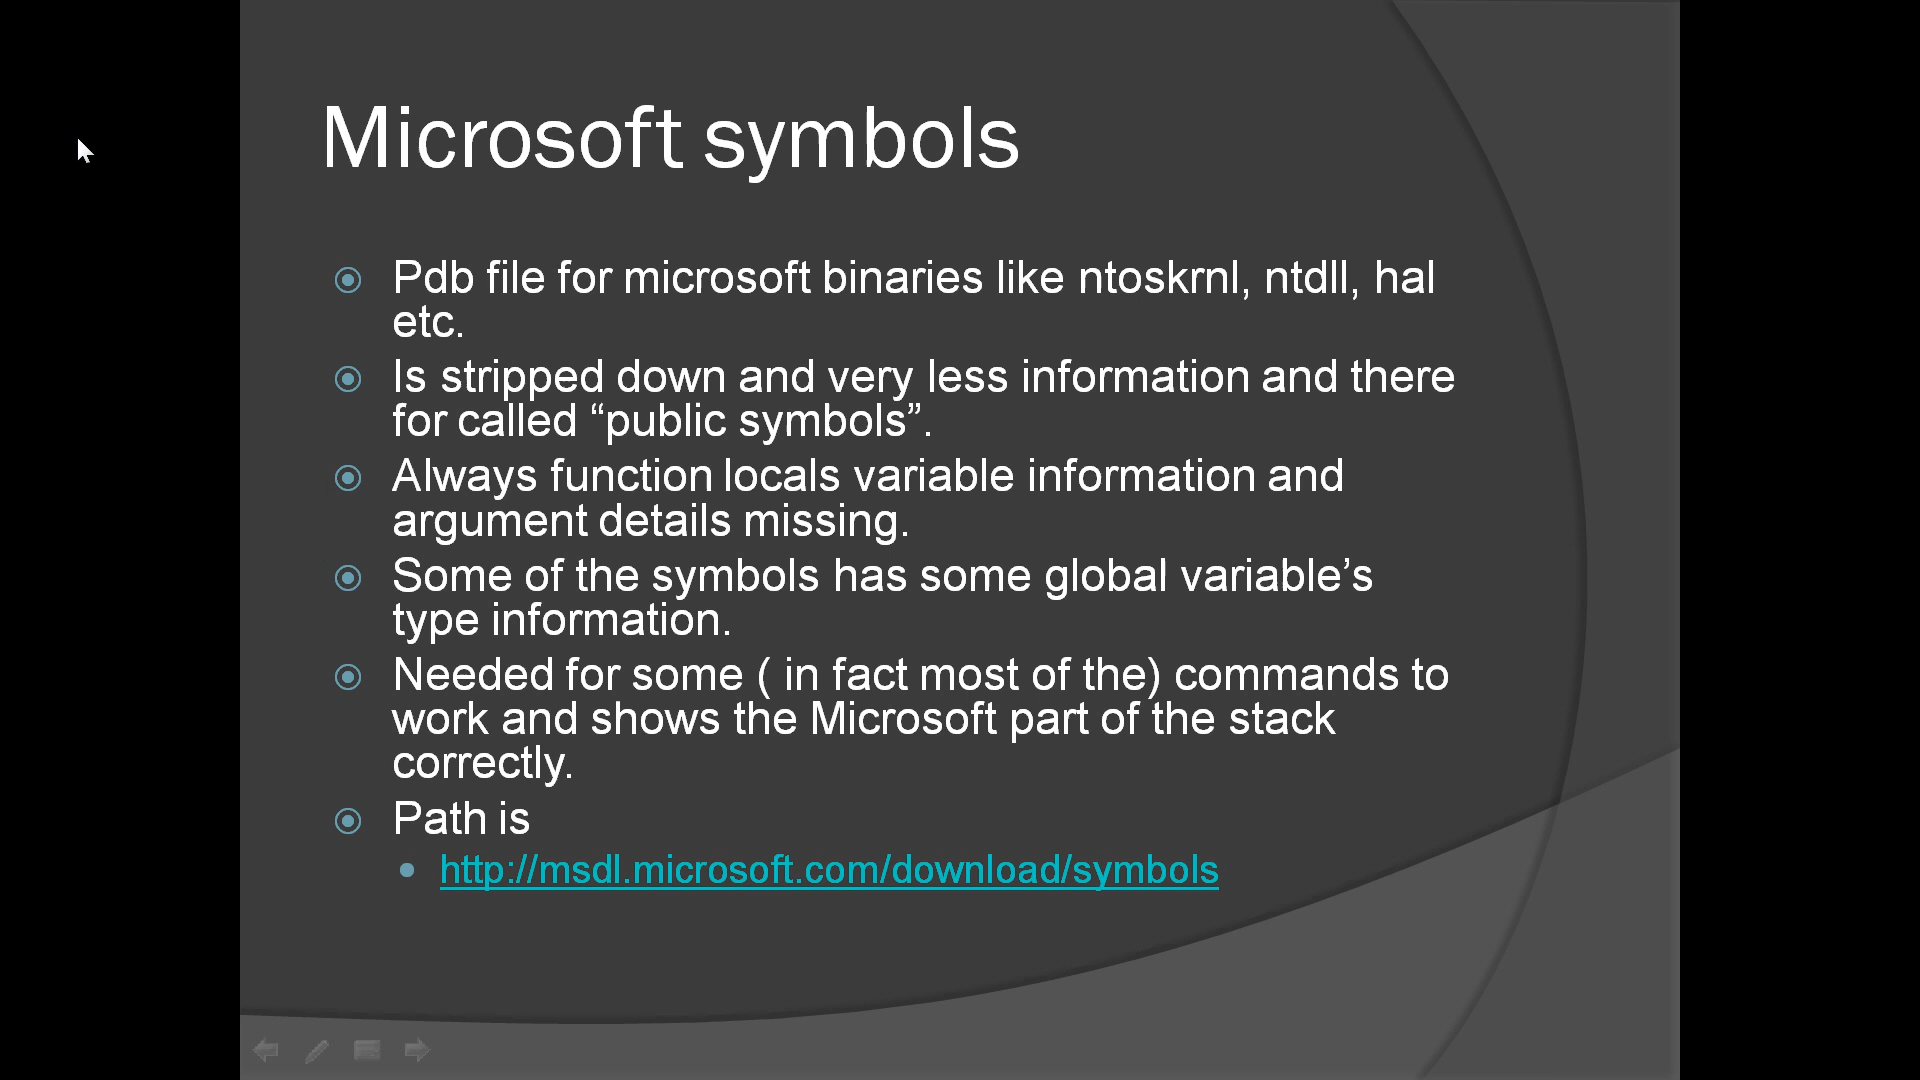 Microsoft symbols
Pdb file for microsoft binaries like ntoskrnl, ntdll, hal
etc.
Is stripped down and very less information and there
for called “public symbols”.
Always function locals variable information and
argument details missing.
Some of the symbols has some global variable’s
type information.
Needed for some ( in fact most of the) commands to
work and shows the Microsoft part of the stack
correctly.
Path is
http://msdl.microsoft.com/download/symbols